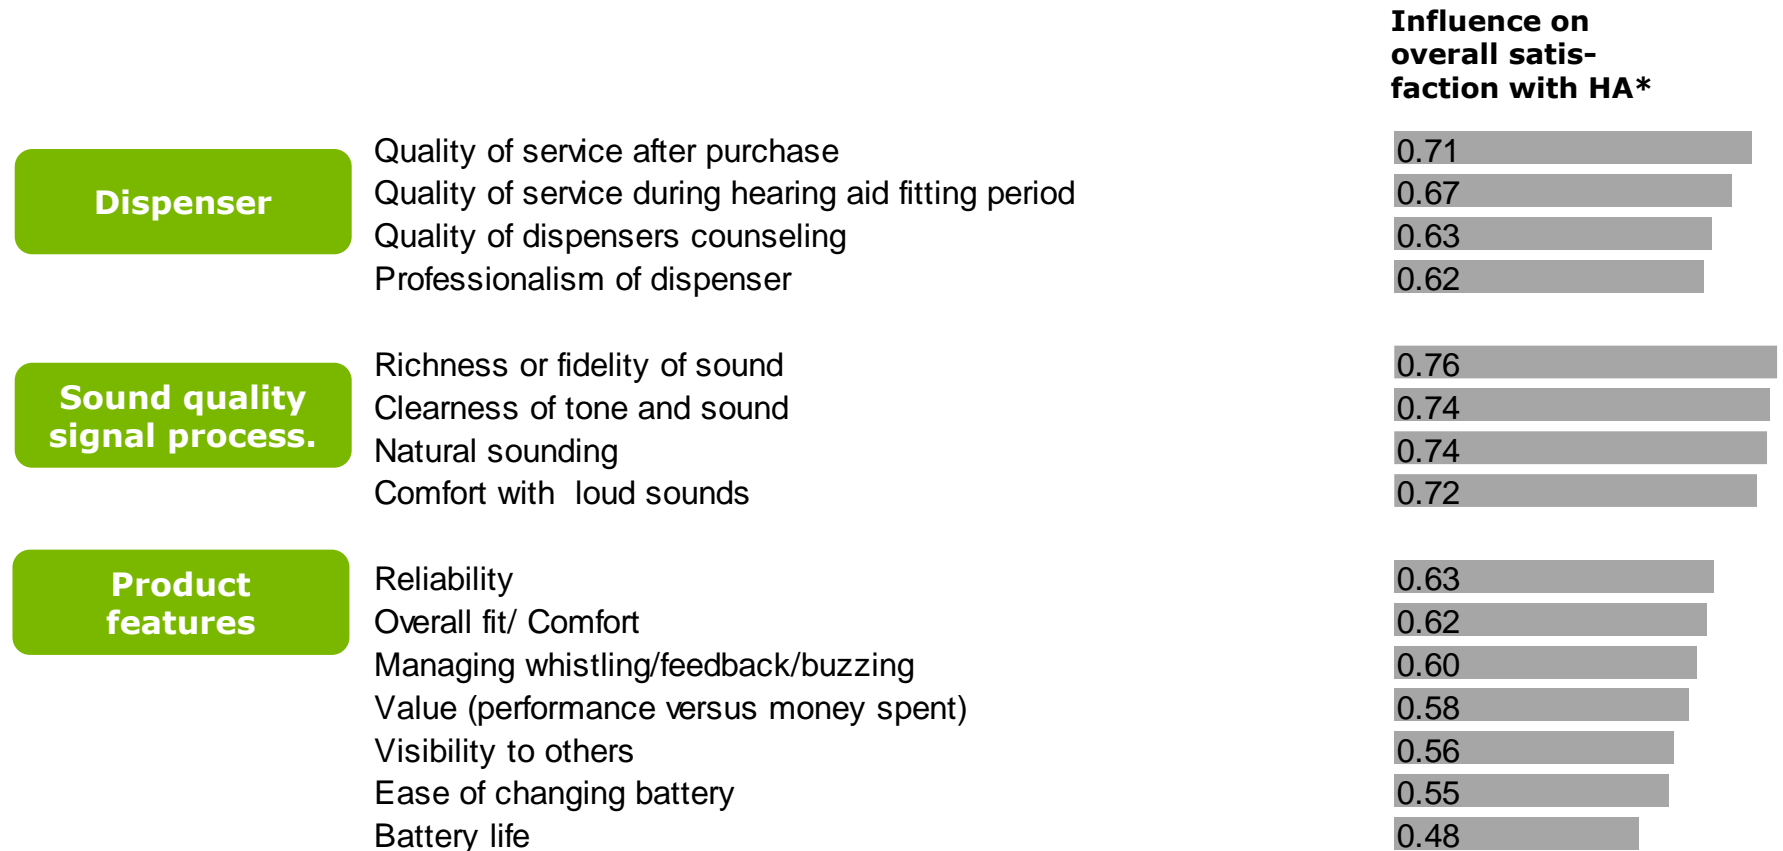 Influence on
overall satis-
faction with HA*
Dispenser
Quality of service after purchase 0.71
Quality of service during hearing aid fitting period 0.67
Quality of dispensers counseling 0.63
Professionalism of dispenser 0.62
Sound quality
signal process.
Richness or fidelity of sound 0.76
Clearness of tone and sound 0.74
Natural sounding 0.74
Comfort with loud sounds 0.72
Product
features
Reliability 0.63
Overall fit/ Comfort 0.62
Managing whistling/feedback/buzzing 0.60
Value (performance versus money spent) 0.58
Visibility to others 0.56
Ease of changing battery 0.55
Battery life 0.48